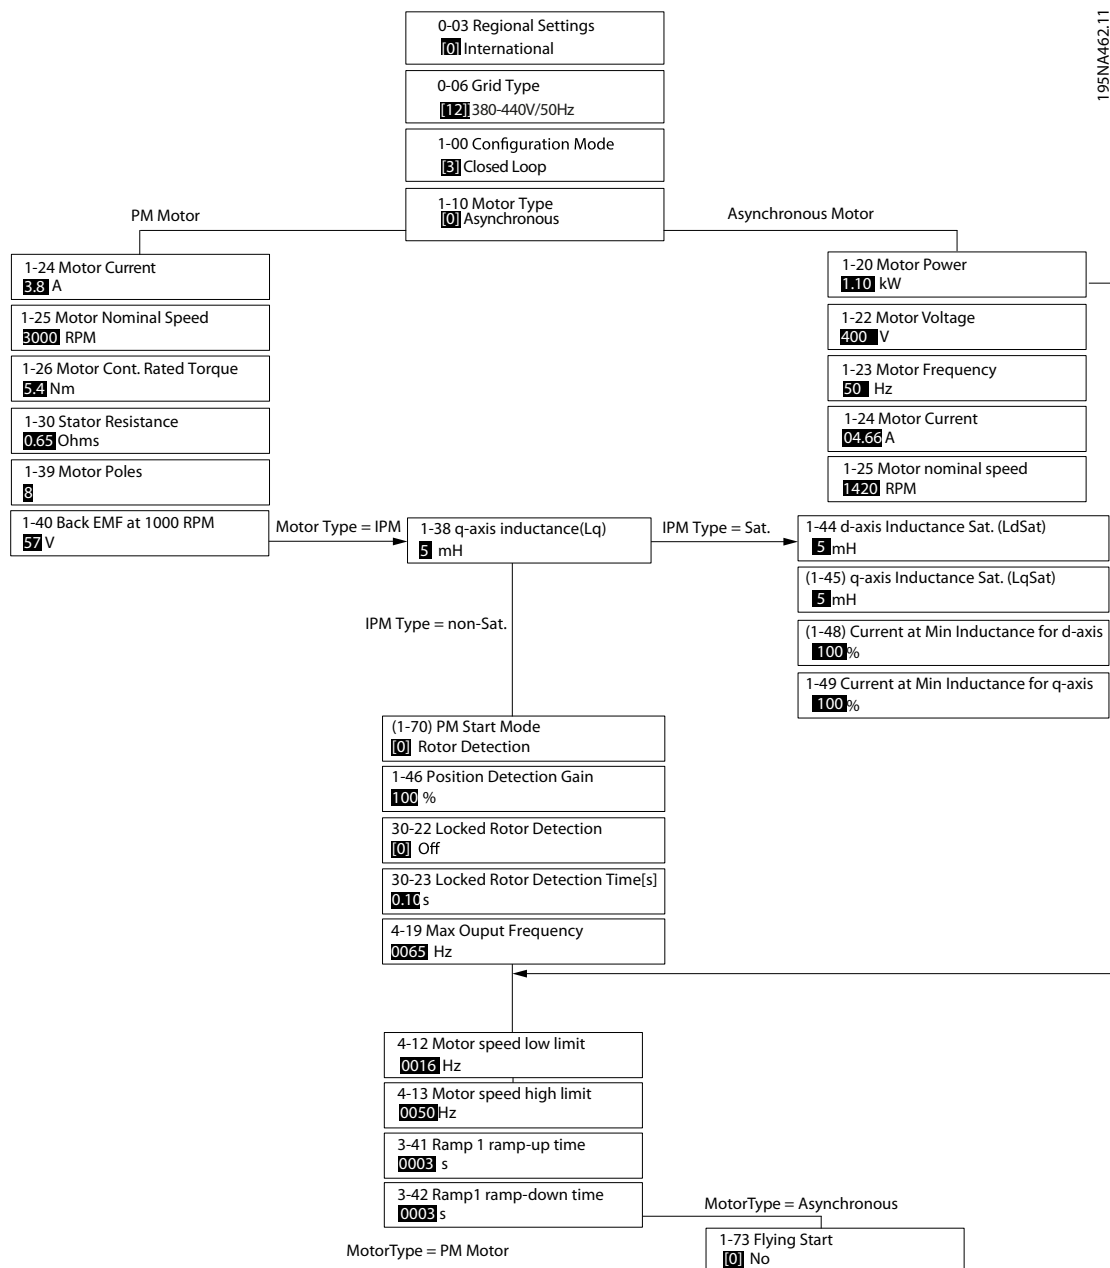 195NA462.11
0-03 Regional Settings
[0] International
0-06 Grid Type
[12] 380-440V/50Hz
1-00 Configuration Mode
[3] Closed Loop
1-10 Motor Type
[0] Asynchronous
PM Motor
Asynchronous Motor
1-24 Motor Current
3.8 A
1-25 Motor Nominal Speed
3000 RPM
1-26 Motor Cont. Rated Torque
5.4 Nm
1-30 Stator Resistance
0.65 Ohms
1-39 Motor Poles
8
1-40 Back EMF at 1000 RPM
57 V
1-20 Motor Power
1.10 kW
1-22 Motor Voltage
400 V
1-23 Motor Frequency
50 Hz
1-24 Motor Current
04.66 A
1-25 Motor nominal speed
1420 RPM
Motor Type = IPM
1-38 q-axis inductance(Lq)
5 mH
IPM Type = Sat.
1-44 d-axis Inductance Sat. (LdSat)
5 mH
(1-45) q-axis Inductance Sat. (LqSat)
5 mH
(1-48) Current at Min Inductance for d-axis
100 %
1-49 Current at Min Inductance for q-axis
100 %
IPM Type = non-Sat.
(1-70) PM Start Mode
[0] Rotor Detection
1-46 Position Detection Gain
100 %
30-22 Locked Rotor Detection
[0] Off
30-23 Locked Rotor Detection Time[s]
0.10 s
4-19 Max Ouput Frequency
0065 Hz
4-12 Motor speed low limit
0016 Hz
4-13 Motor speed high limit
0050 Hz
3-41 Ramp 1 ramp-up time
0003 s
3-42 Ramp1 ramp-down time
0003 s
MotorType = Asynchronous
MotorType = PM Motor
1-73 Flying Start
[0] No